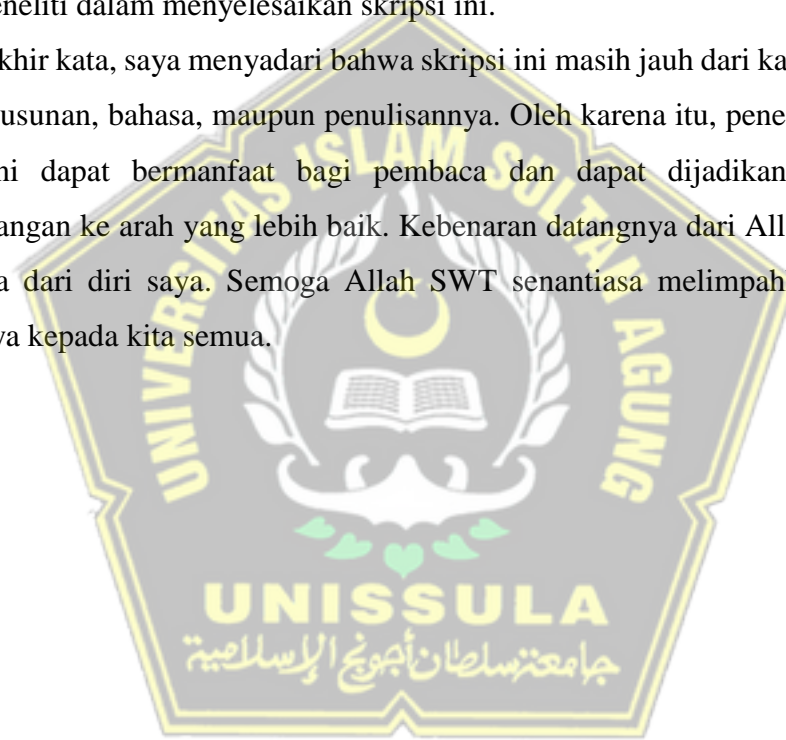 eneliti dalam menyelesaikan skripsi ini.
khir kata, saya menyadari bahwa skripsi ini masih jauh dari ka
usunan, bahasa, maupun penulisannya. Oleh karena itu, pene
ni dapat bermanfaat bagi pembaca dan dapat dijadikan
angan ke arah yang lebih baik. Kebenaran datangnya dari All
a dari diri saya. Semoga Allah SWT senantiasa melimpah
ya kepada kita semua.
UNIVERSITAS ISLAM SULTAN AGUNG
UNISSULA
جامعة سلطان أجونج الإسلامية